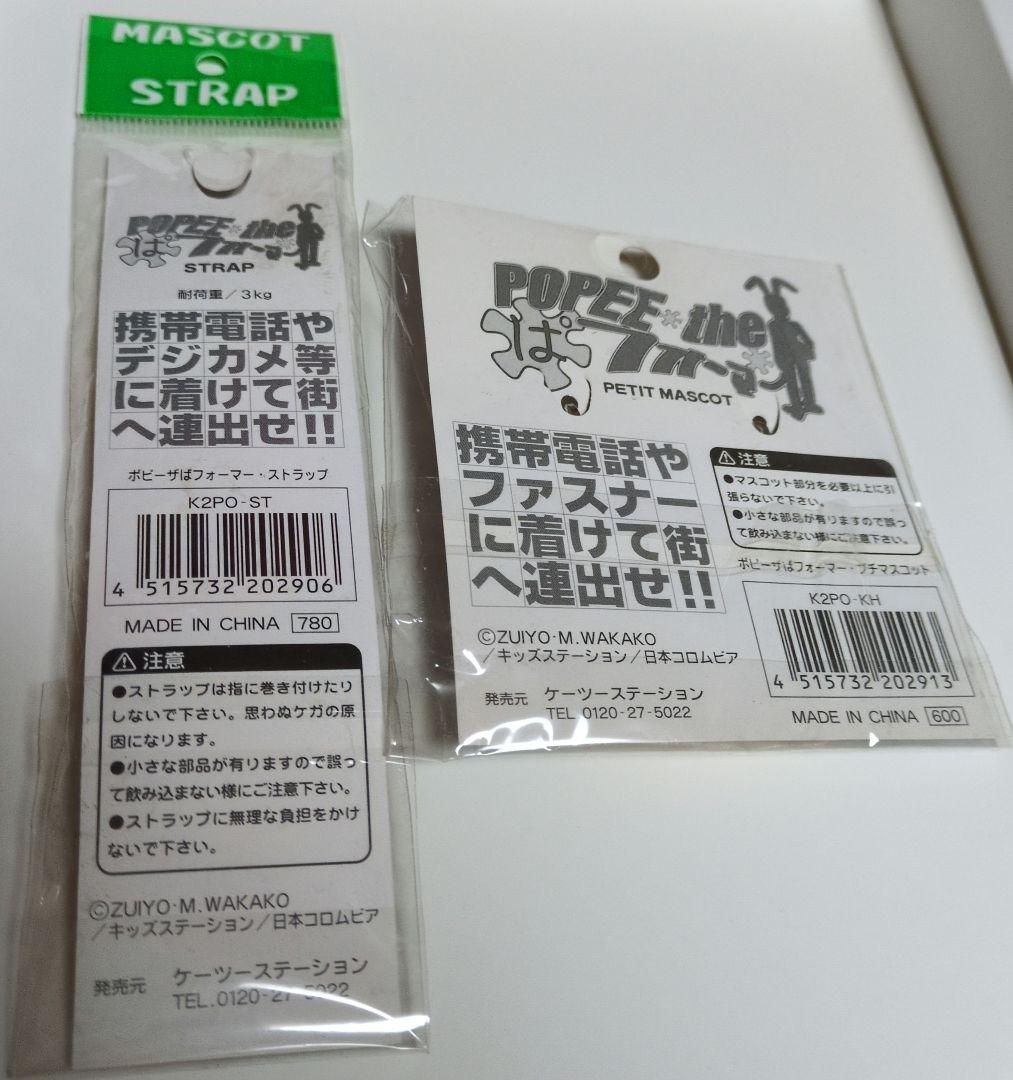 MASCOT
STRAP
POPEE the
ぱフォーマー
STRAP
耐荷重/3kg
携帯電話や
デジカメ等
に着けて街
へ連出せ!!
ポピーザぱフォーマー・ストラップ
K2PO-ST
4 515732 202906
MADE IN CHINA 780
注意
●ストラップは指に巻き付けたり
しないで下さい。思わぬケガの原
因になります。
●小さな部品が有りますので誤っ
て飲み込まない様にご注意下さい。
●ストラップに無理な負担をかけ
ないで下さい。
©ZUIYO·M.WAKAKO
/キッズステーション/日本コロムビア
発売元 ケーツーステーション
TEL.0120-27-5022
POPEE the
ぱフォーマー
PETIT MASCOT
携帯電話や
ファスナー
に着けて街
へ連出せ!!
注意
●マスコット部分を必要以上に引
張らないで下さい。
●小さな部品が有りますので誤っ
て飲み込まない様にご注意下さい。
ポピーザぱフォーマー・プチマスコット
K2PO-KH
4 515732 202913
MADE IN CHINA 600
©ZUIYO·M.WAKAKO
/キッズステーション/日本コロムビア
発売元 ケーツーステーション
TEL 0120-27-5022